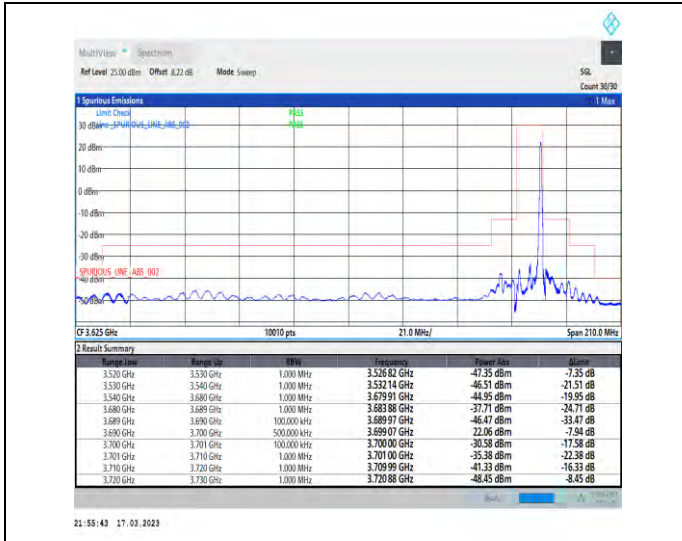 MultiView Spectrum
Ref Level 25.00 dBm Offset 8.22 dB Mode Sweep SGL
Count 30/30
1 Spurious Emissions 1 Max
Limit Check PASS
30 dBm Line _SPURIOUS_LINE_ABS_002 PASS
20 dBm
10 dBm
0 dBm
-10 dBm
-20 dBm
-30 dBm
SPURIOUS_LINE_ABS_002
-40 dBm
-50 dBm
CF 3.625 GHz 10010 pts 21.0 MHz/ Span 210.0 MHz
2 Result Summary
Range Low Range Up RBW Frequency Power Abs ΔLimit
3.520 GHz 3.530 GHz 1.000 MHz 3.526 82 GHz -47.35 dBm -7.35 dB
3.530 GHz 3.540 GHz 1.000 MHz 3.532 14 GHz -46.51 dBm -21.51 dB
3.540 GHz 3.680 GHz 1.000 MHz 3.679 91 GHz -44.95 dBm -19.95 dB
3.680 GHz 3.689 GHz 1.000 MHz 3.683 88 GHz -37.71 dBm -24.71 dB
3.689 GHz 3.690 GHz 100.000 kHz 3.689 97 GHz -46.47 dBm -33.47 dB
3.690 GHz 3.700 GHz 500.000 kHz 3.699 07 GHz 22.06 dBm -7.94 dB
3.700 GHz 3.701 GHz 100.000 kHz 3.700 00 GHz -30.58 dBm -17.58 dB
3.701 GHz 3.710 GHz 1.000 MHz 3.701 00 GHz -35.38 dBm -22.38 dB
3.710 GHz 3.720 GHz 1.000 MHz 3.709 99 GHz -41.33 dBm -16.33 dB
3.720 GHz 3.730 GHz 1.000 MHz 3.720 88 GHz -48.45 dBm -8.45 dB
21:55:43 17.03.2023